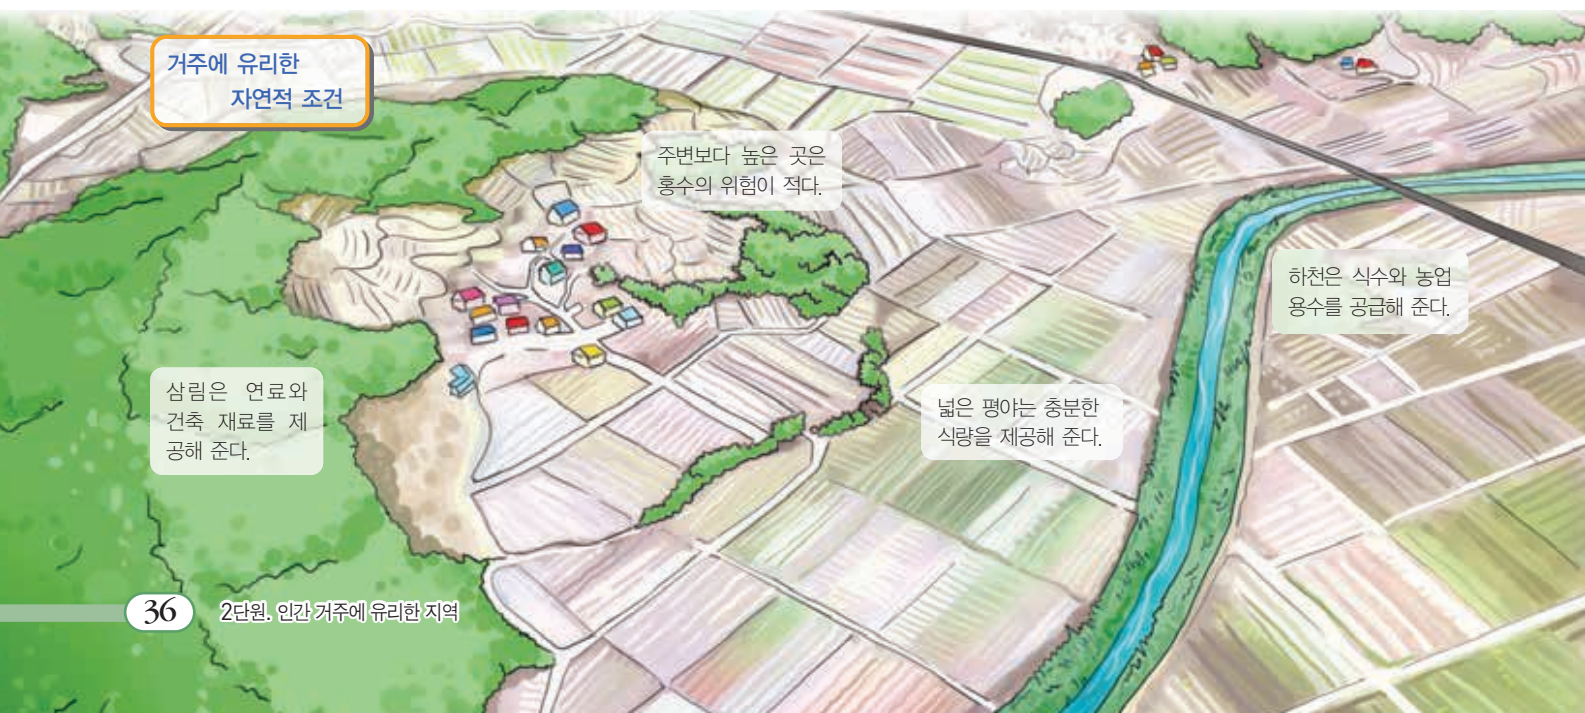 거주에 유리한
자연적 조건
주변보다 높은 곳은
홍수의 위험이 적다.
하천은 식수와 농업
용수를 공급해 준다.
삼림은 연료와
건축 재료를 제
공해 준다.
넓은 평야는 충분한
식량을 제공해 준다.
36
2단원. 인간 거주에 유리한 지역